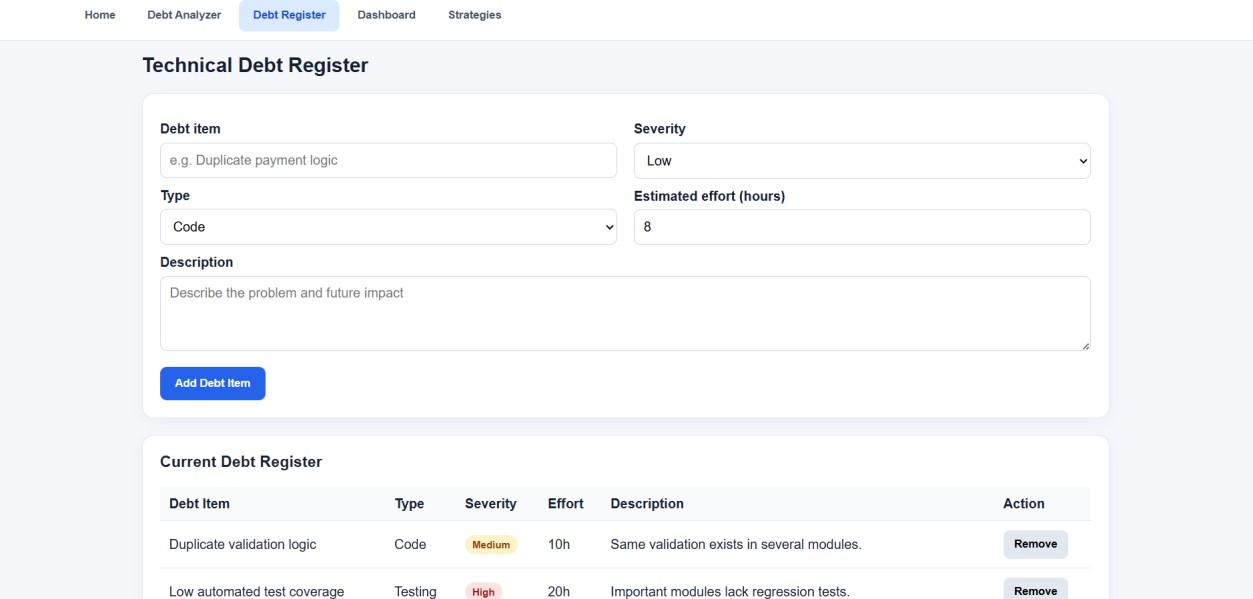 Home Debt Analyzer Debt Register Dashboard Strategies
Technical Debt Register
Debt item Severity
e.g. Duplicate payment logic Low
Type Estimated effort (hours)
Code 8
Description
Describe the problem and future impact
Add Debt Item
Current Debt Register
Debt Item Type Severity Effort Description Action
Duplicate validation logic Code Medium 10h Same validation exists in several modules. Remove
Low automated test coverage Testing High 20h Important modules lack regression tests. Remove